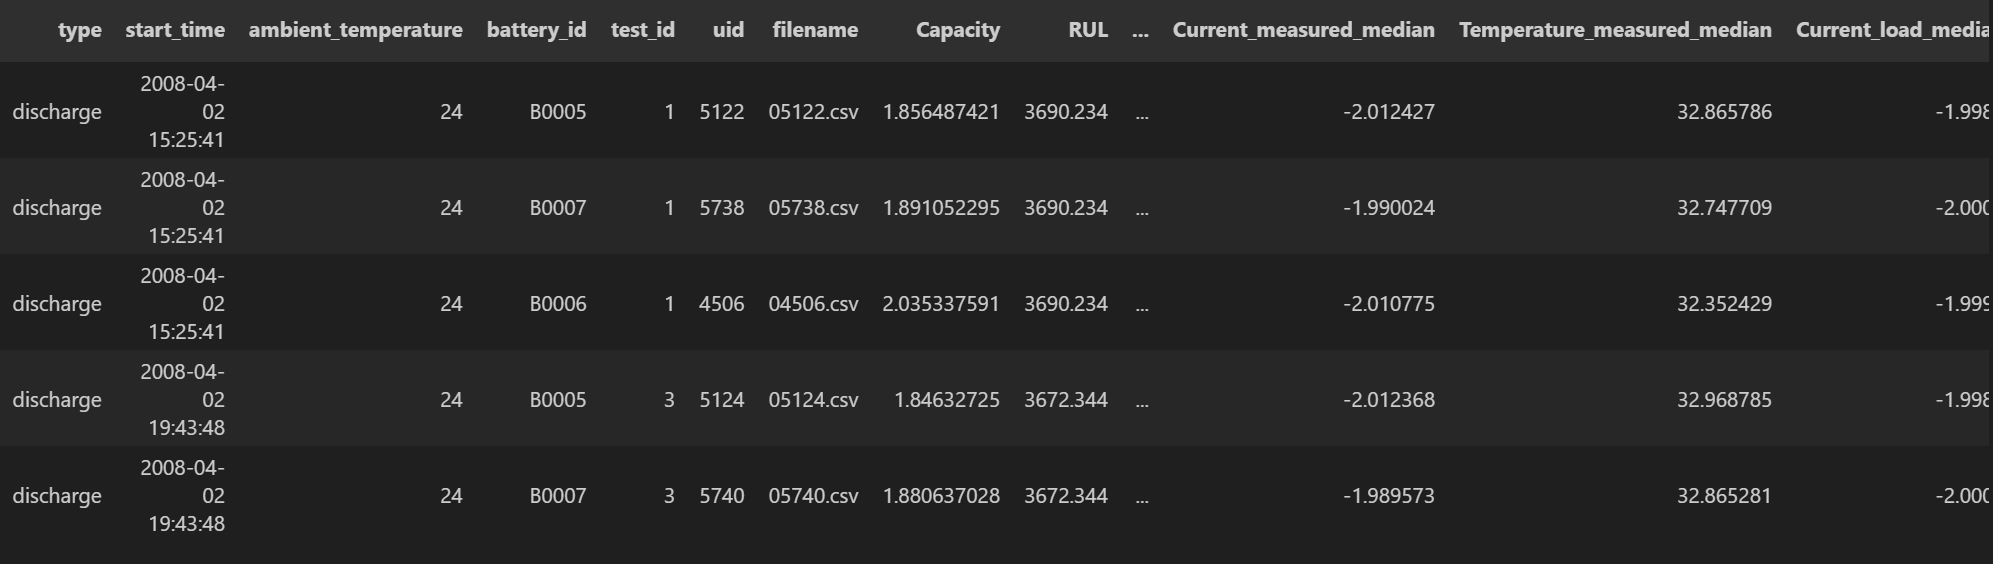 type start_time ambient_temperature battery_id test_id uid filename Capacity RUL ... Current_measured_median Temperature_measured_median
2008-04-
discharge 02 24 B0005 1 5122 05122.csv 1.856487421 3690.234 ... -2.012427 32.865786 -1.998
15:25:41
2008-04-
discharge 02 24 B0007 1 5738 05738.csv 1.891052295 3690.234 ... -1.990024 32.747709 -2.000
15:25:41
2008-04-
discharge 02 24 B0006 1 4506 04506.csv 2.035337591 3690.234 ... -2.010775 32.352429 -1.999
15:25:41
2008-04-
discharge 02 24 B0005 3 5124 05124.csv 1.84632725 3672.344 ... -2.012368 32.968785 -1.998
19:43:48
2008-04-
discharge 02 24 B0007 3 5740 05740.csv 1.880637028 3672.344 ... -1.989573 32.865281 -2.000
19:43:48